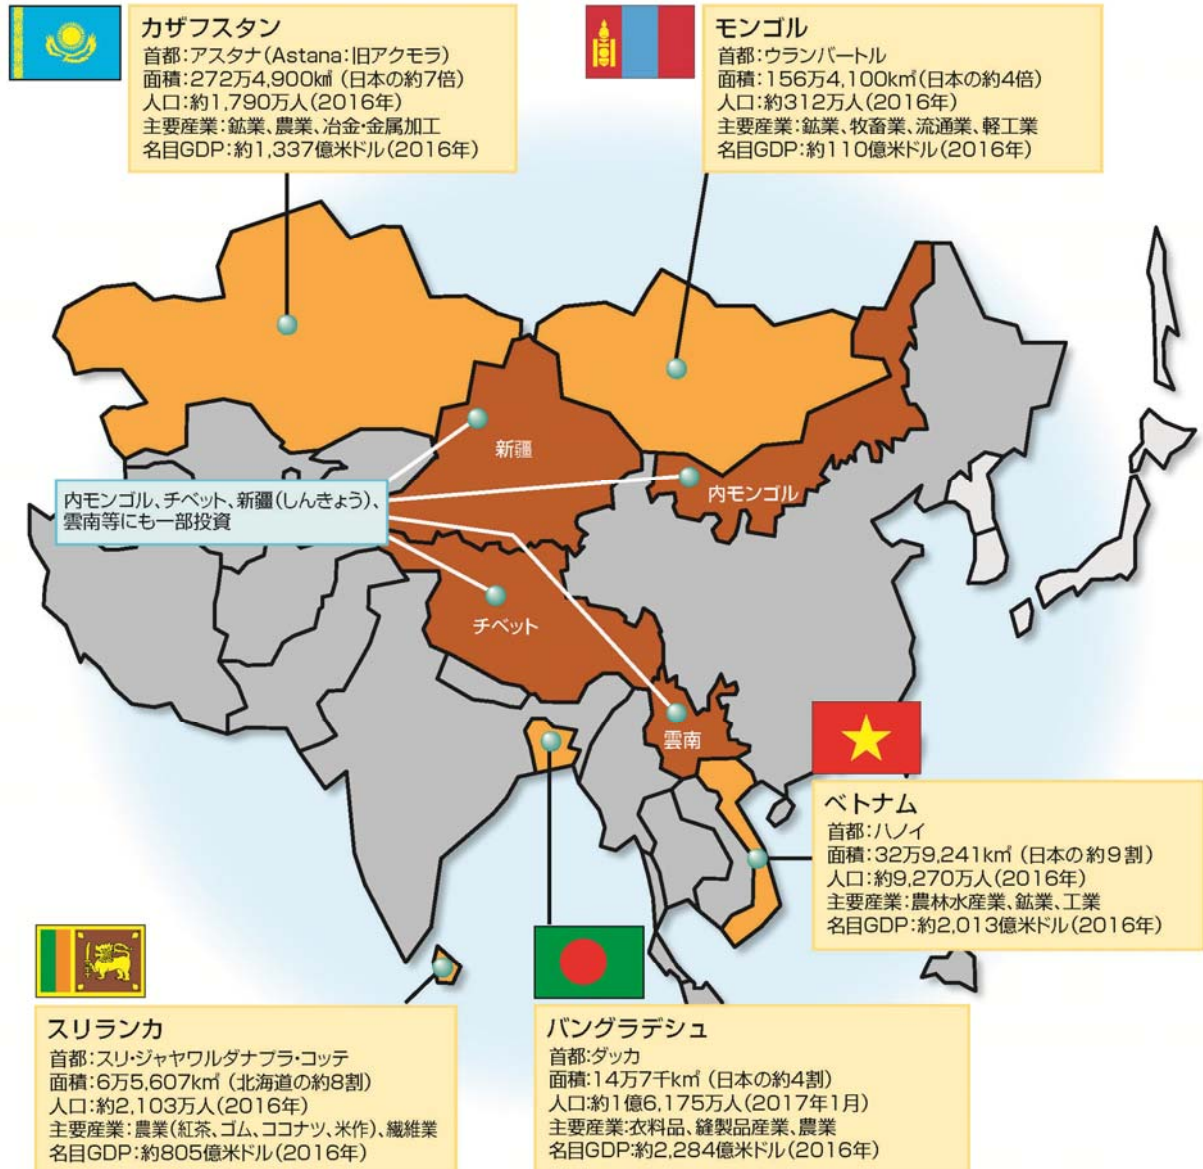 カザフスタン
首都:アスタナ(Astana:旧アクモラ)
面積:272万4,900㎢ (日本の約7倍)
人口:約1,790万人(2016年)
主要産業:鉱業、農業、冶金・金属加工
名目GDP:約1,337億米ドル(2016年)
モンゴル
首都:ウランバートル
面積:156万4,100k㎡(日本の約4倍)
人口:約312万人(2016年)
主要産業:鉱業、牧畜業、流通業、軽工業
名目GDP:約110億米ドル(2016年)
新疆
内モンゴル
内モンゴル、チベット、新疆(しんきょう)、
雲南等にも一部投資
チベット
雲南
ベトナム
首都:ハノイ
面積:32万9,241k㎡ (日本の約9割)
人口:約9,270万人(2016年)
主要産業:農林水産業、鉱業、工業
名目GDP:約2,013億米ドル(2016年)
スリランカ
首都:スリ・ジャヤワルダナプラ・コッテ
面積:6万5,607k㎡ (北海道の約8割)
人口:約2,103万人(2016年)
主要産業:農業(紅茶、ゴム、ココナツ、米作)、繊維業
名目GDP:約805億米ドル(2016年)
バングラデシュ
首都:ダッカ
面積:14万7千k㎡ (日本の約4割)
人口:約1億6,175万人(2017年1月)
主要産業:衣料品、縫製品産業、農業
名目GDP:約2,284億米ドル(2016年)